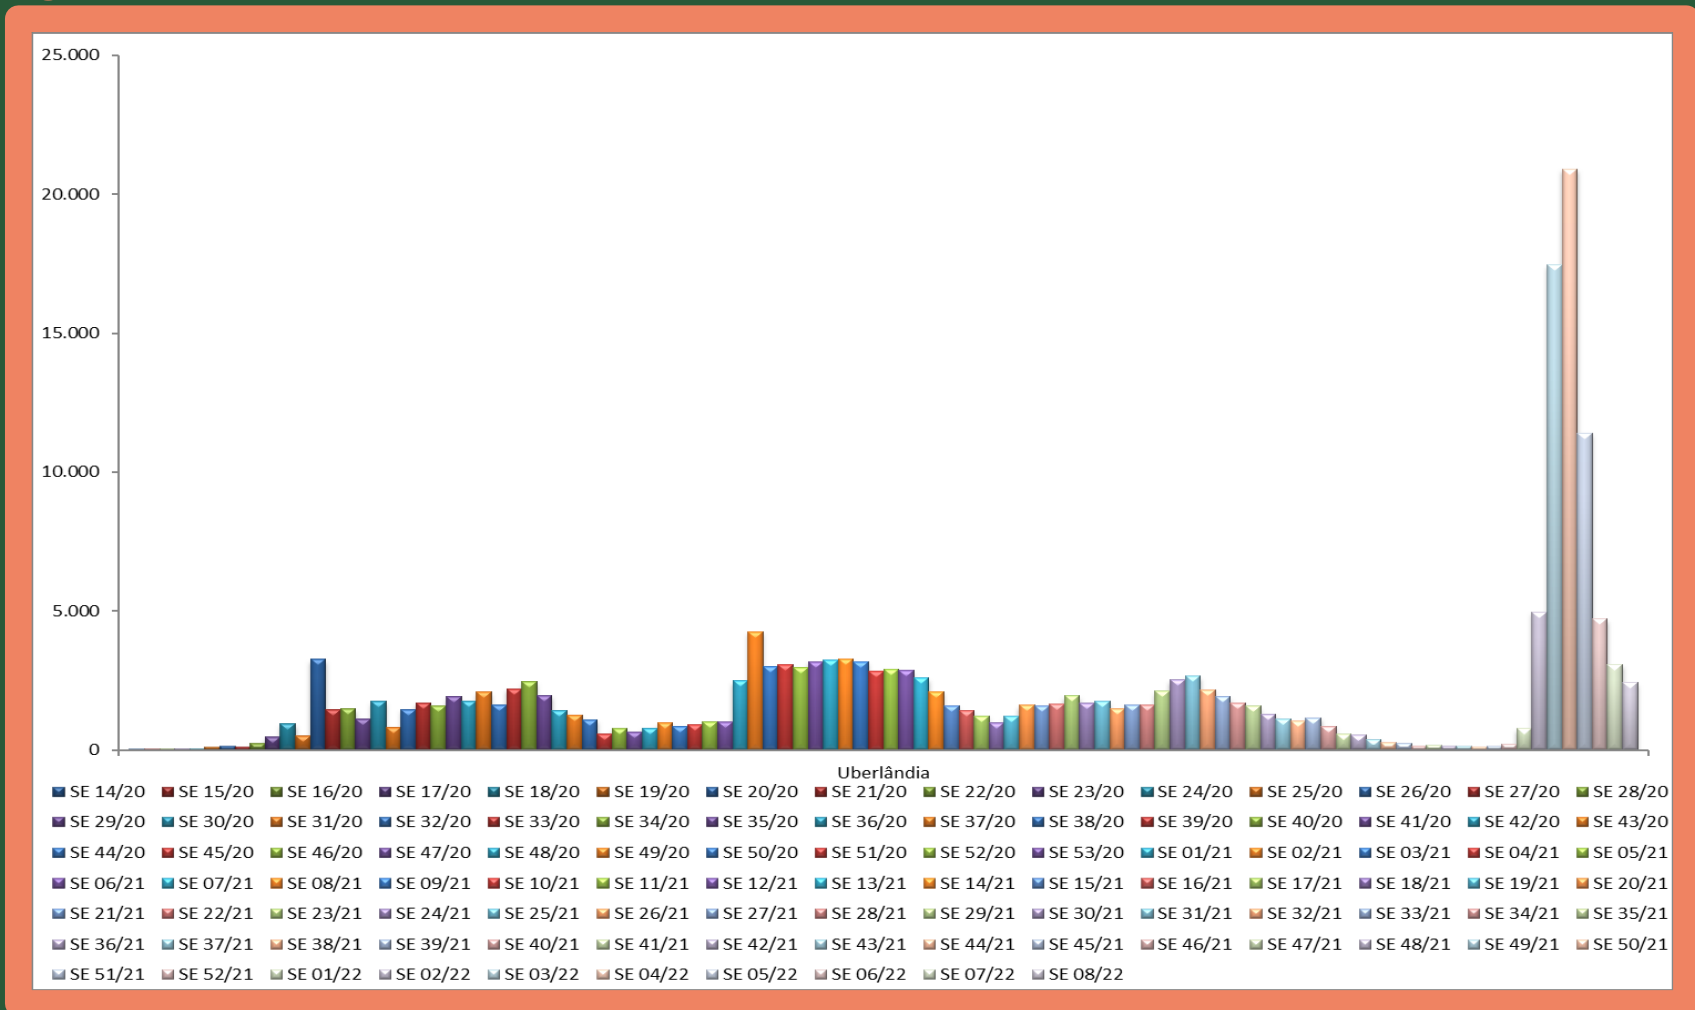 25.000
20.000
15.000
10.000
5.000
0
Uberlândia
SE 14/20 SE 15/20 SE 16/20 SE 17/20 SE 18/20 SE 19/20 SE 20/20 SE 21/20 SE 22/20 SE 23/20 SE 24/20 SE 25/20 SE 26/20 SE 27/20 SE 28/20
SE 29/20 SE 30/20 SE 31/20 SE 32/20 SE 33/20 SE 34/20 SE 35/20 SE 36/20 SE 37/20 SE 38/20 SE 39/20 SE 40/20 SE 41/20 SE 42/20 SE 43/20
SE 44/20 SE 45/20 SE 46/20 SE 47/20 SE 48/20 SE 49/20 SE 50/20 SE 51/20 SE 52/20 SE 53/20 SE 01/21 SE 02/21 SE 03/21 SE 04/21 SE 05/21
SE 06/21 SE 07/21 SE 08/21 SE 09/21 SE 10/21 SE 11/21 SE 12/21 SE 13/21 SE 14/21 SE 15/21 SE 16/21 SE 17/21 SE 18/21 SE 19/21 SE 20/21
SE 21/21 SE 22/21 SE 23/21 SE 24/21 SE 25/21 SE 26/21 SE 27/21 SE 28/21 SE 29/21 SE 30/21 SE 31/21 SE 32/21 SE 33/21 SE 34/21 SE 35/21
SE 36/21 SE 37/21 SE 38/21 SE 39/21 SE 40/21 SE 41/21 SE 42/21 SE 43/21 SE 44/21 SE 45/21 SE 46/21 SE 47/21 SE 48/21 SE 49/21 SE 50/21
SE 51/21 SE 52/21 SE 01/22 SE 02/22 SE 03/22 SE 04/22 SE 05/22 SE 06/22 SE 07/22 SE 08/22